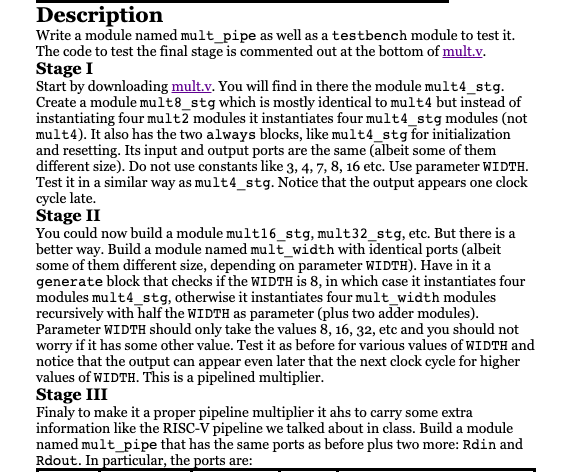 Description
Write a module named mult_pipe as well as a testbench module to test it.
The code to test the final stage is commented out at the bottom of mult.v.
Stage I
Start by downloading mult.v. You will find in there the module mult4_stg.
Create a module mult8_stg which is mostly identical to mult4 but instead of
instantiating four mult2 modules it instantiates four mult4_stg modules (not
mult4). It also has the two always blocks, like mult4_stg for initialization
and resetting. Its input and output ports are the same (albeit some of them
different size). Do not use constants like 3, 4, 7, 8, 16 etc. Use parameter WIDTH.
Test it in a similar way as mult4_stg. Notice that the output appears one clock
cycle late.
Stage II
You could now build a module mult16_stg, mult32_stg, etc. But there is a
better way. Build a module named mult_width with identical ports (albeit
some of them different size, depending on parameter WIDTH). Have in it a
generate block that checks if the WIDTH is 8, in which case it instantiates four
modules mult4_stg, otherwise it instantiates four mult_width modules
recursively with half the WIDTH as parameter (plus two adder modules).
Parameter WIDTH should only take the values 8, 16, 32, etc and you should not
worry if it has some other value. Test it as before for various values of WIDTH and
notice that the output can appear even later that the next clock cycle for higher
values of WIDTH. This is a pipelined multiplier.
Stage III
Finaly to make it a proper pipeline multiplier it ahs to carry some extra
information like the RISC-V pipeline we talked about in class. Build a module
named mult_pipe that has the same ports as before plus two more: Rdin and
Rdout. In particular, the ports are: